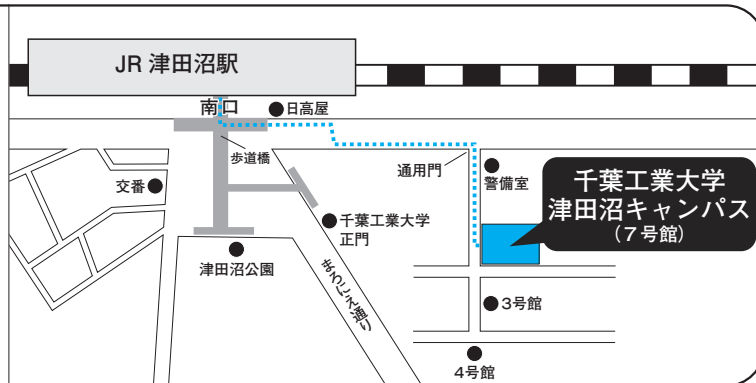 JR 津田沼駅
南口
日高屋
歩道橋
通用門
警備室
交番
千葉工業大学
津田沼キャンパス
(7号館)
千葉工業大学
正門
津田沼公園
まろにえ通り
3号館
4号館